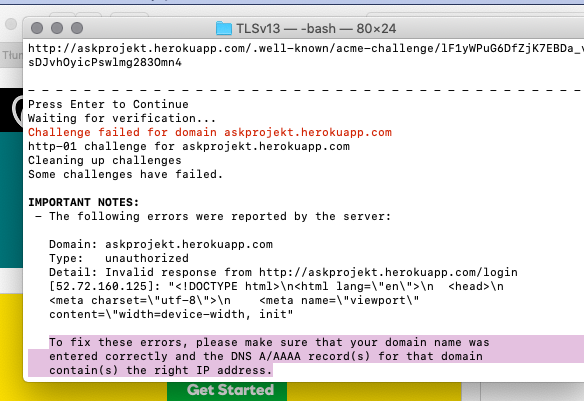 TLSv13 — -bash — 80×24
Tłu
http://askprojekt.herokuapp.com/.well-known/acme-challenge/lF1yWPuG6DfZjK7EBDa_v
sDJvhOyicPswlmg283Omn4
- - - - - - - - - - - - - - - - - - - - - - - - - - - - - - - - - - - - - - - -
Press Enter to Continue
Waiting for verification...
Challenge failed for domain askprojekt.herokuapp.com
http-01 challenge for askprojekt.herokuapp.com
Cleaning up challenges
Some challenges have failed.
IMPORTANT NOTES:
- The following errors were reported by the server:
Domain: askprojekt.herokuapp.com
Type: unauthorized
Detail: Invalid response from http://askprojekt.herokuapp.com/login
[52.72.160.125]: "<!DOCTYPE html>\n<html lang=\"en\">\n <head>\n
<meta charset=\"utf-8\">\n <meta name=\"viewport\"
content=\"width=device-width, init"
To fix these errors, please make sure that your domain name was
entered correctly and the DNS A/AAAA record(s) for that domain
contain(s) the right IP address.
Get Started